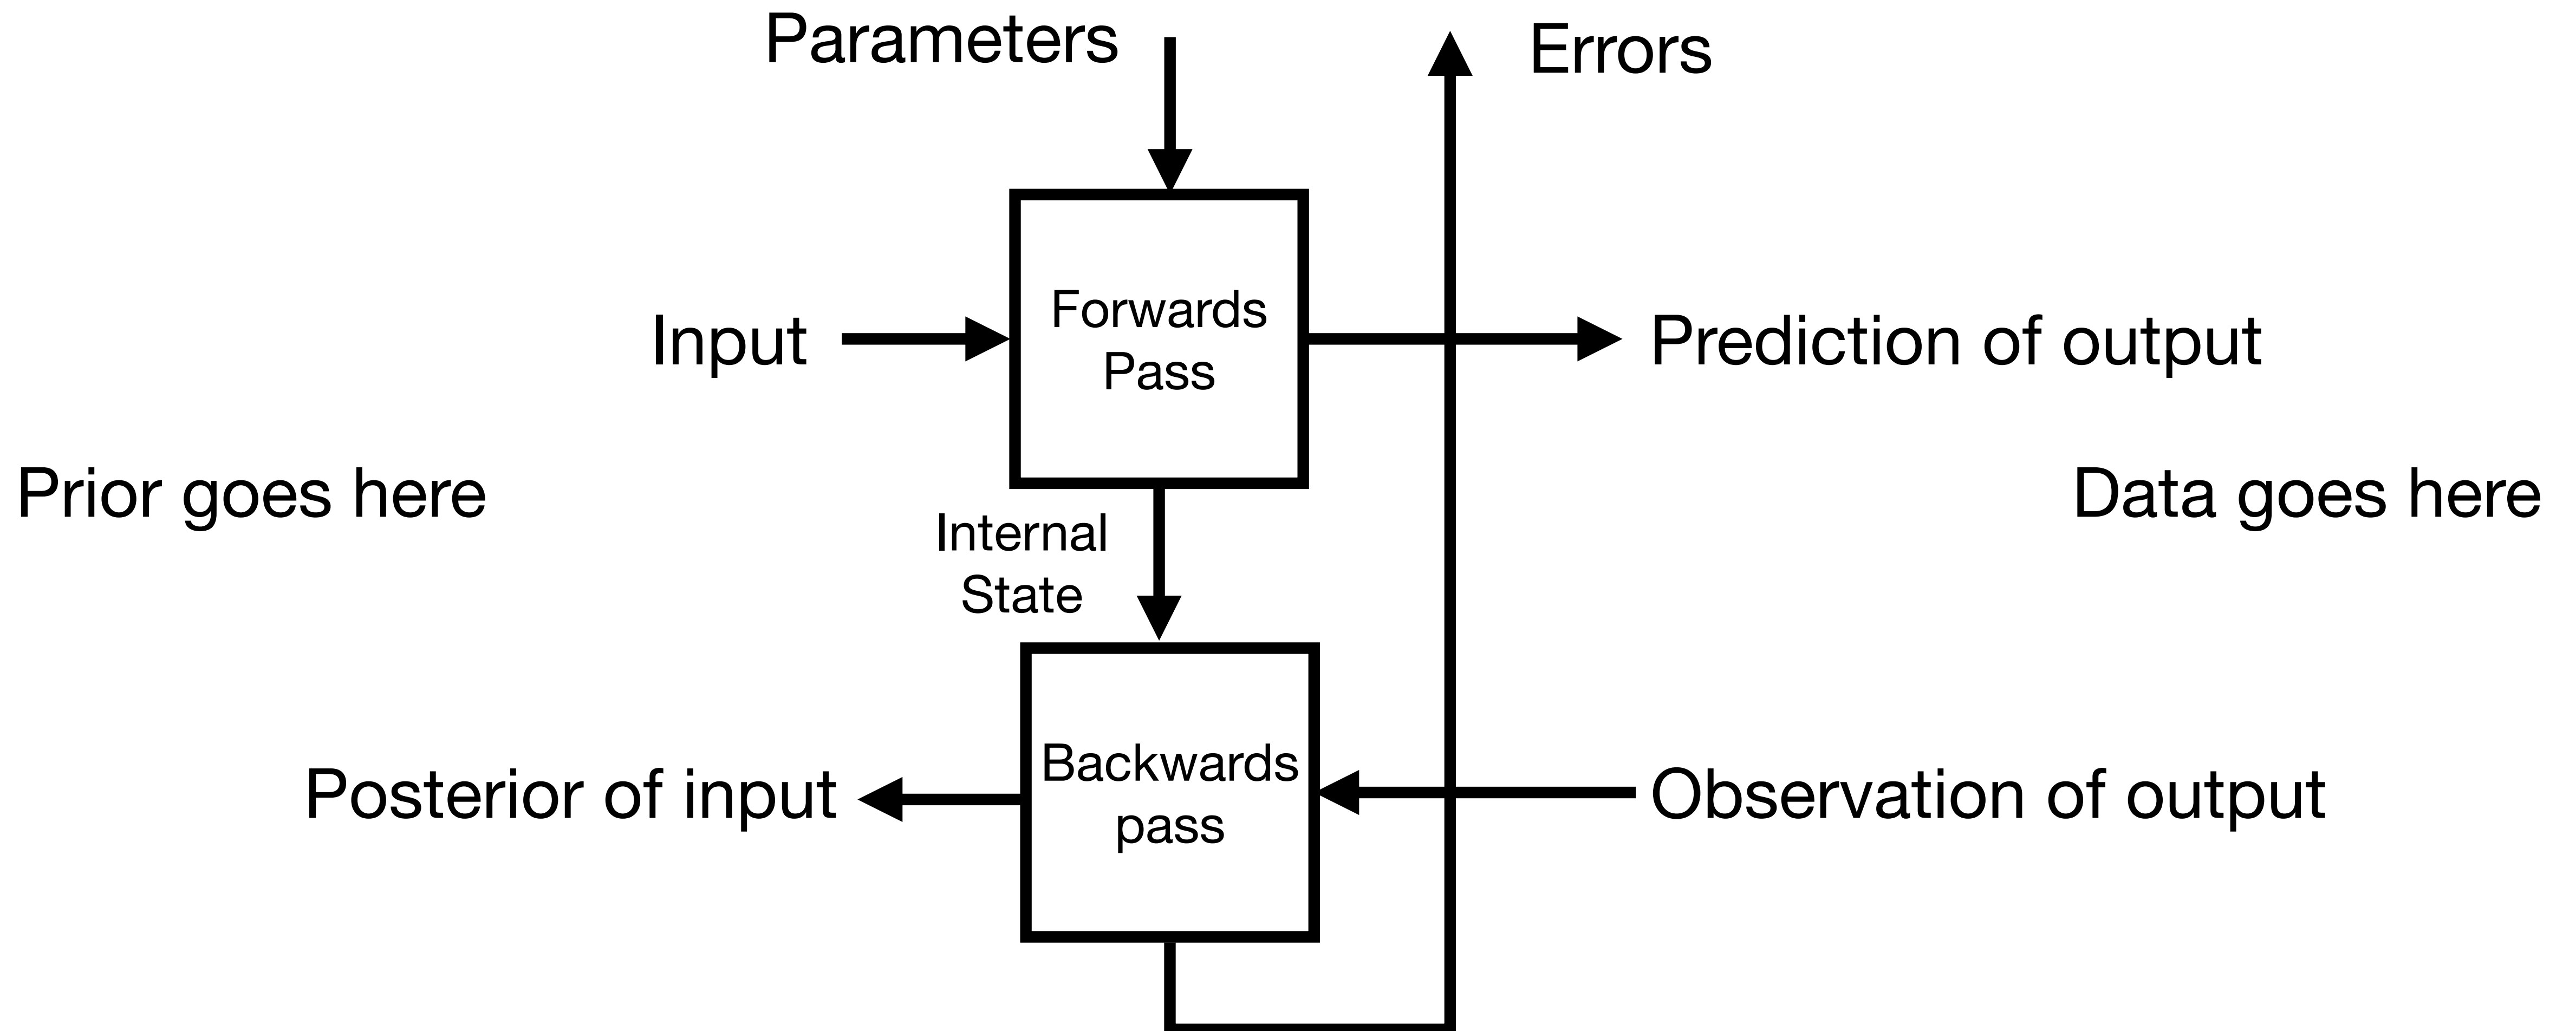 Parameters
Errors
Forwards
Pass
Input
Prediction of output
Prior goes here
Data goes here
Internal
State
Backwards
pass
Posterior of input
Observation of output